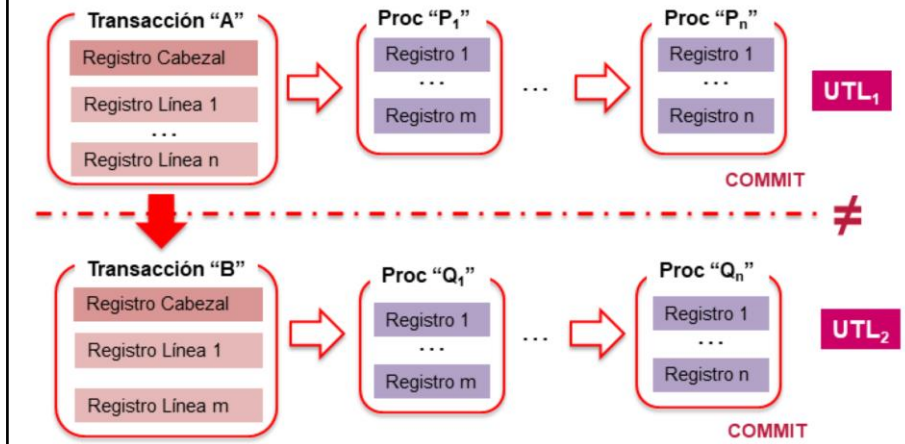 Transacción “A”
Registro Cabezal
Registro Línea 1
...
Registro Línea n
Proc “P₁”
Registro 1
...
Registro m
...
Proc “Pₙ”
Registro 1
...
Registro n
UTL₁
COMMIT
≠
Transacción “B”
Registro Cabezal
Registro Línea 1
Registro Línea m
Proc “Q₁”
Registro 1
...
Registro m
...
Proc “Qₙ”
Registro 1
...
Registro n
UTL₂
COMMIT